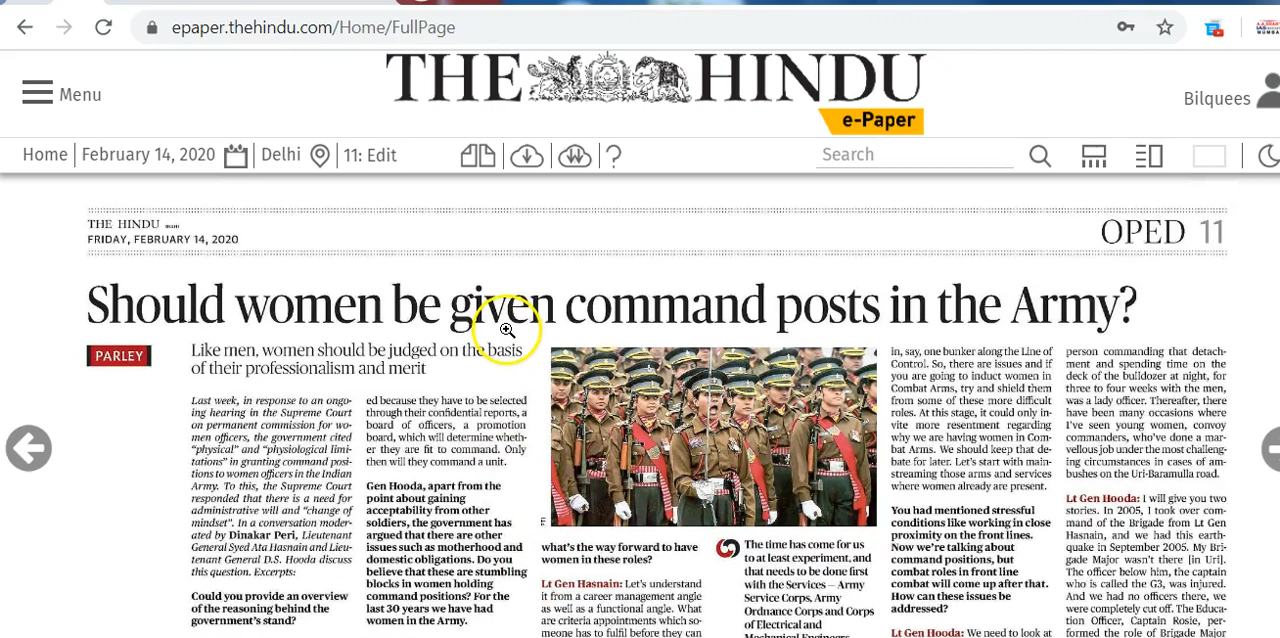 epaper.thehindu.com/Home/FullPage
Menu
THE HINDU
e-Paper
Bilquees
Home
February 14, 2020
Delhi
11: Edit
?
Search
THE HINDU
FRIDAY, FEBRUARY 14, 2020
OPED 11
Should women be given command posts in the Army?
PARLEY
Like men, women should be judged on the basis
of their professionalism and merit
Last week, in response to an ongo-
ing hearing in the Supreme Court
on permanent commission for wo-
men officers, the government cited
"physical" and "physiological limi-
tations" in granting command posi-
tions to women officers in the Indian
Army. To this, the Supreme Court
responded that there is a need for
administrative will and "change of
mindset". In a conversation moder-
ated by Dinakar Peri, Lieutenant
General Syed Ata Hasnain and Lieu-
tenant General D.S. Hooda discuss
this question. Excerpts:
Could you provide an overview
of the reasoning behind the
government's stand?
ed because they have to be selected
through their confidential reports, a
board of officers, a promotion
board, which will determine wheth-
er they are fit to command. Only
then will they command a unit.
Gen Hooda, apart from the
point about gaining
acceptability from other
soldiers, the government has
argued that there are other
issues such as motherhood and
domestic obligations. Do you
believe that these are stumbling
blocks in women holding
command positions? For the
last 30 years we have had
women in the Army.
what's the way forward to have
women in these roles?
Lt Gen Hasnain: Let's understand
it from a career management angle
as well as a functional angle. What
are criteria appointments which so-
meone has to fulfil before they can
The time has come for us
to at least experiment, and
that needs to be done first
with the Services — Army
Service Corps, Army
Ordnance Corps and Corps
of Electrical and
Mechanical Engineers
in, say, one bunker along the Line of
Control. So, there are issues and if
you are going to induct women in
Combat Arms, try and shield them
from some of these more difficult
roles. At this stage, it could only in-
vite more resentment regarding
why we are having women in Com-
bat Arms. We should keep that de-
bate for later. Let's start with main-
streaming those arms and services
where women already are present.
You had mentioned stressful
conditions like working in close
proximity on the front lines.
Now we're talking about
command positions, but
combat roles in front line
combat will come up after that.
How can these issues be
addressed?
Lt Gen Hooda: We need to look at
person commanding that detach-
ment and spending time on the
deck of the bulldozer at night, for
three to four weeks with the men,
was a lady officer. Thereafter, there
have been many occasions where
I've seen young women, convoy
commanders, who've done a mar-
vellous job under the most challeng-
ing circumstances in cases of am-
bushes on the Uri-Baramulla road.
Lt Gen Hooda: I will give you two
stories. In 2005, I took over com-
mand of the Brigade from Lt Gen
Hasnain, and we had this earth-
quake in September 2005. My Bri-
gade Major wasn't there [in Uri].
The officer below him, the captain
who is called the G3, was injured.
And we had no officers there, we
were completely cut off. The Educa-
tion Officer, Captain Rosie, per-
formed the role of Brigade Major